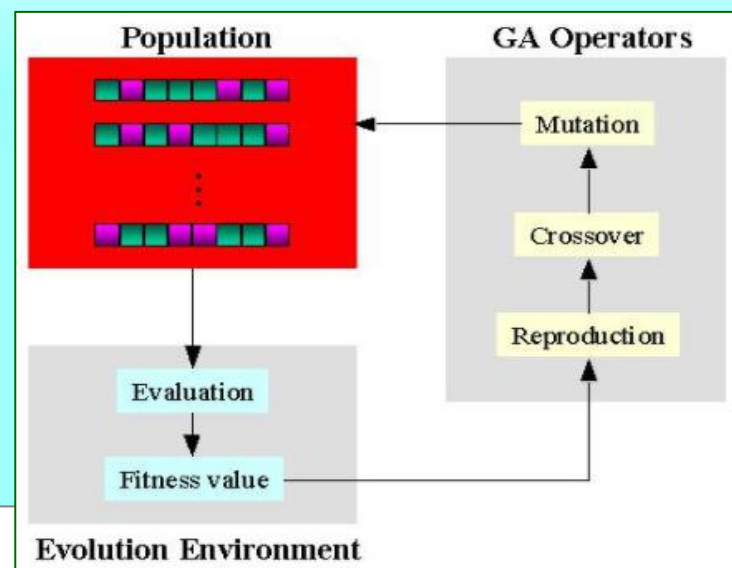 Population
GA Operators
Mutation
Crossover
Reproduction
Evaluation
Fitness value
Evolution Environment